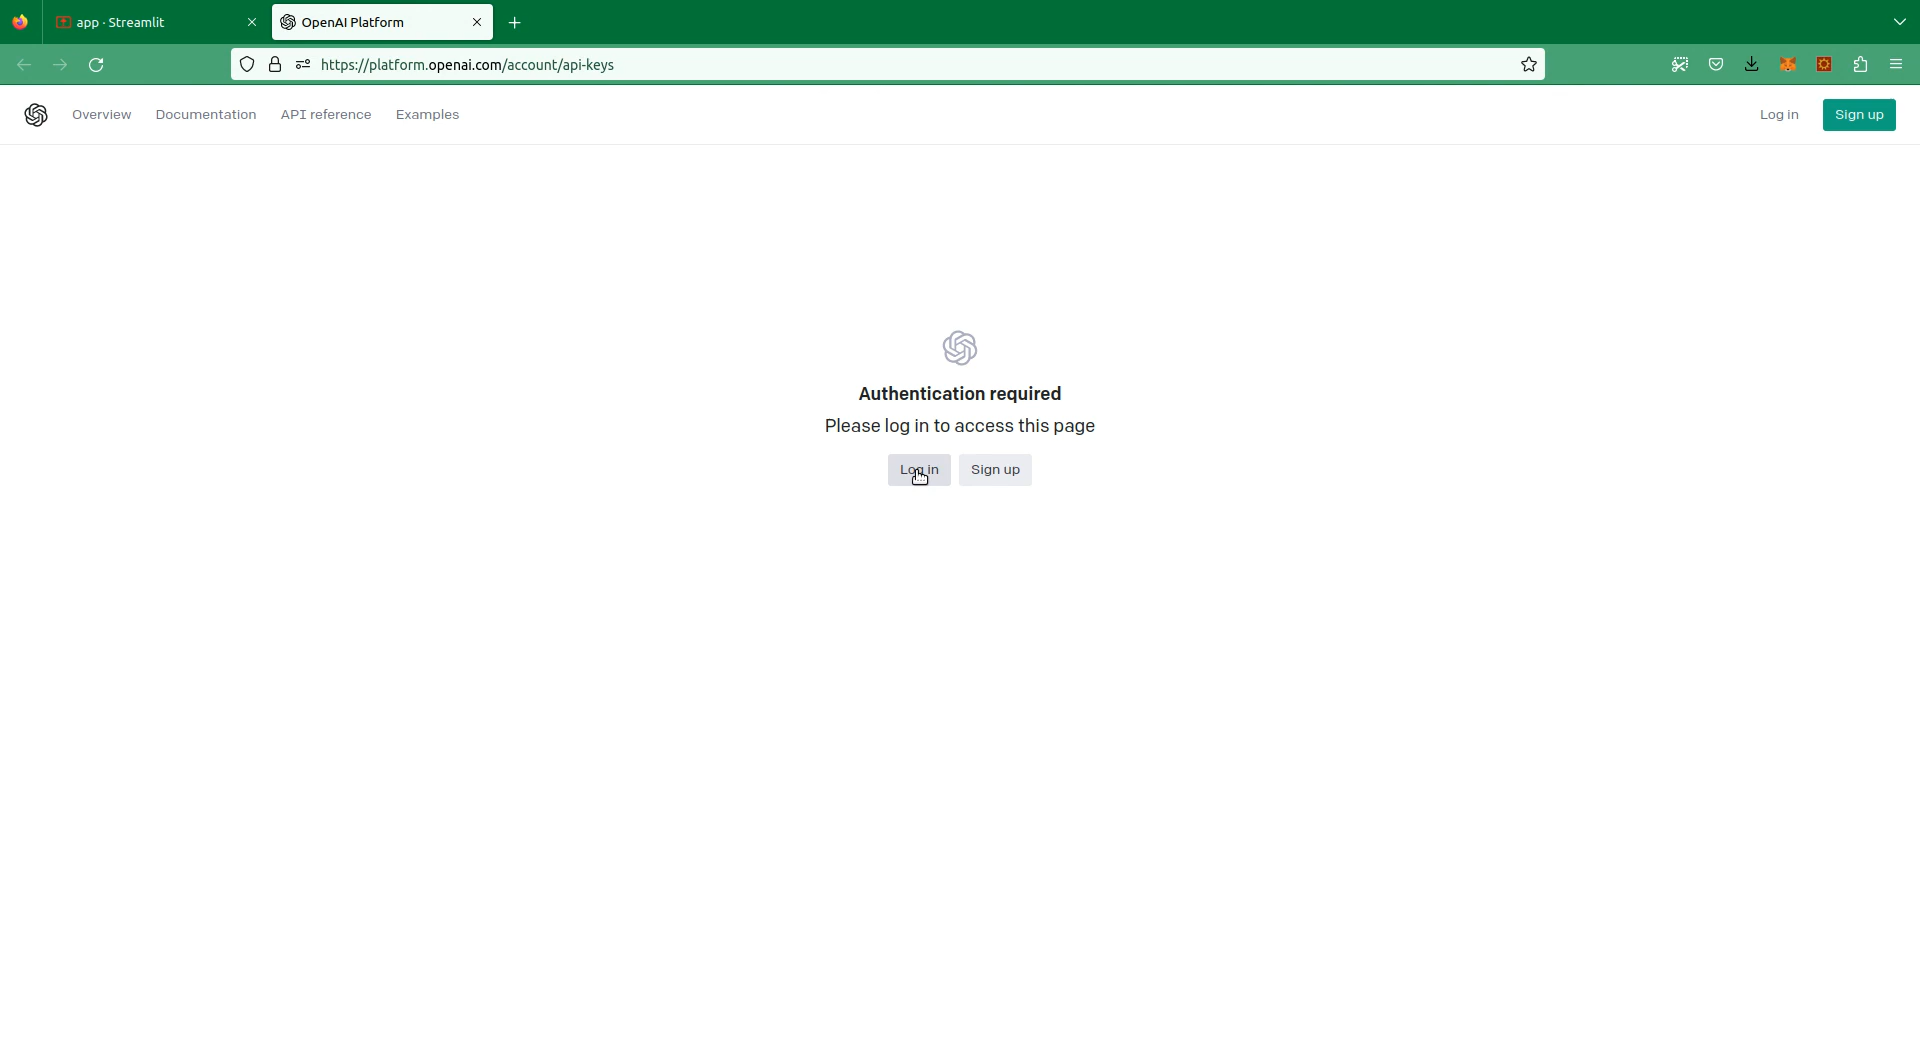 app · Streamlit
OpenAI Platform
https://platform.openai.com/account/api-keys
Overview
Documentation
API reference
Examples
Log in
Sign up
Authentication required
Please log in to access this page
Log in
Sign up